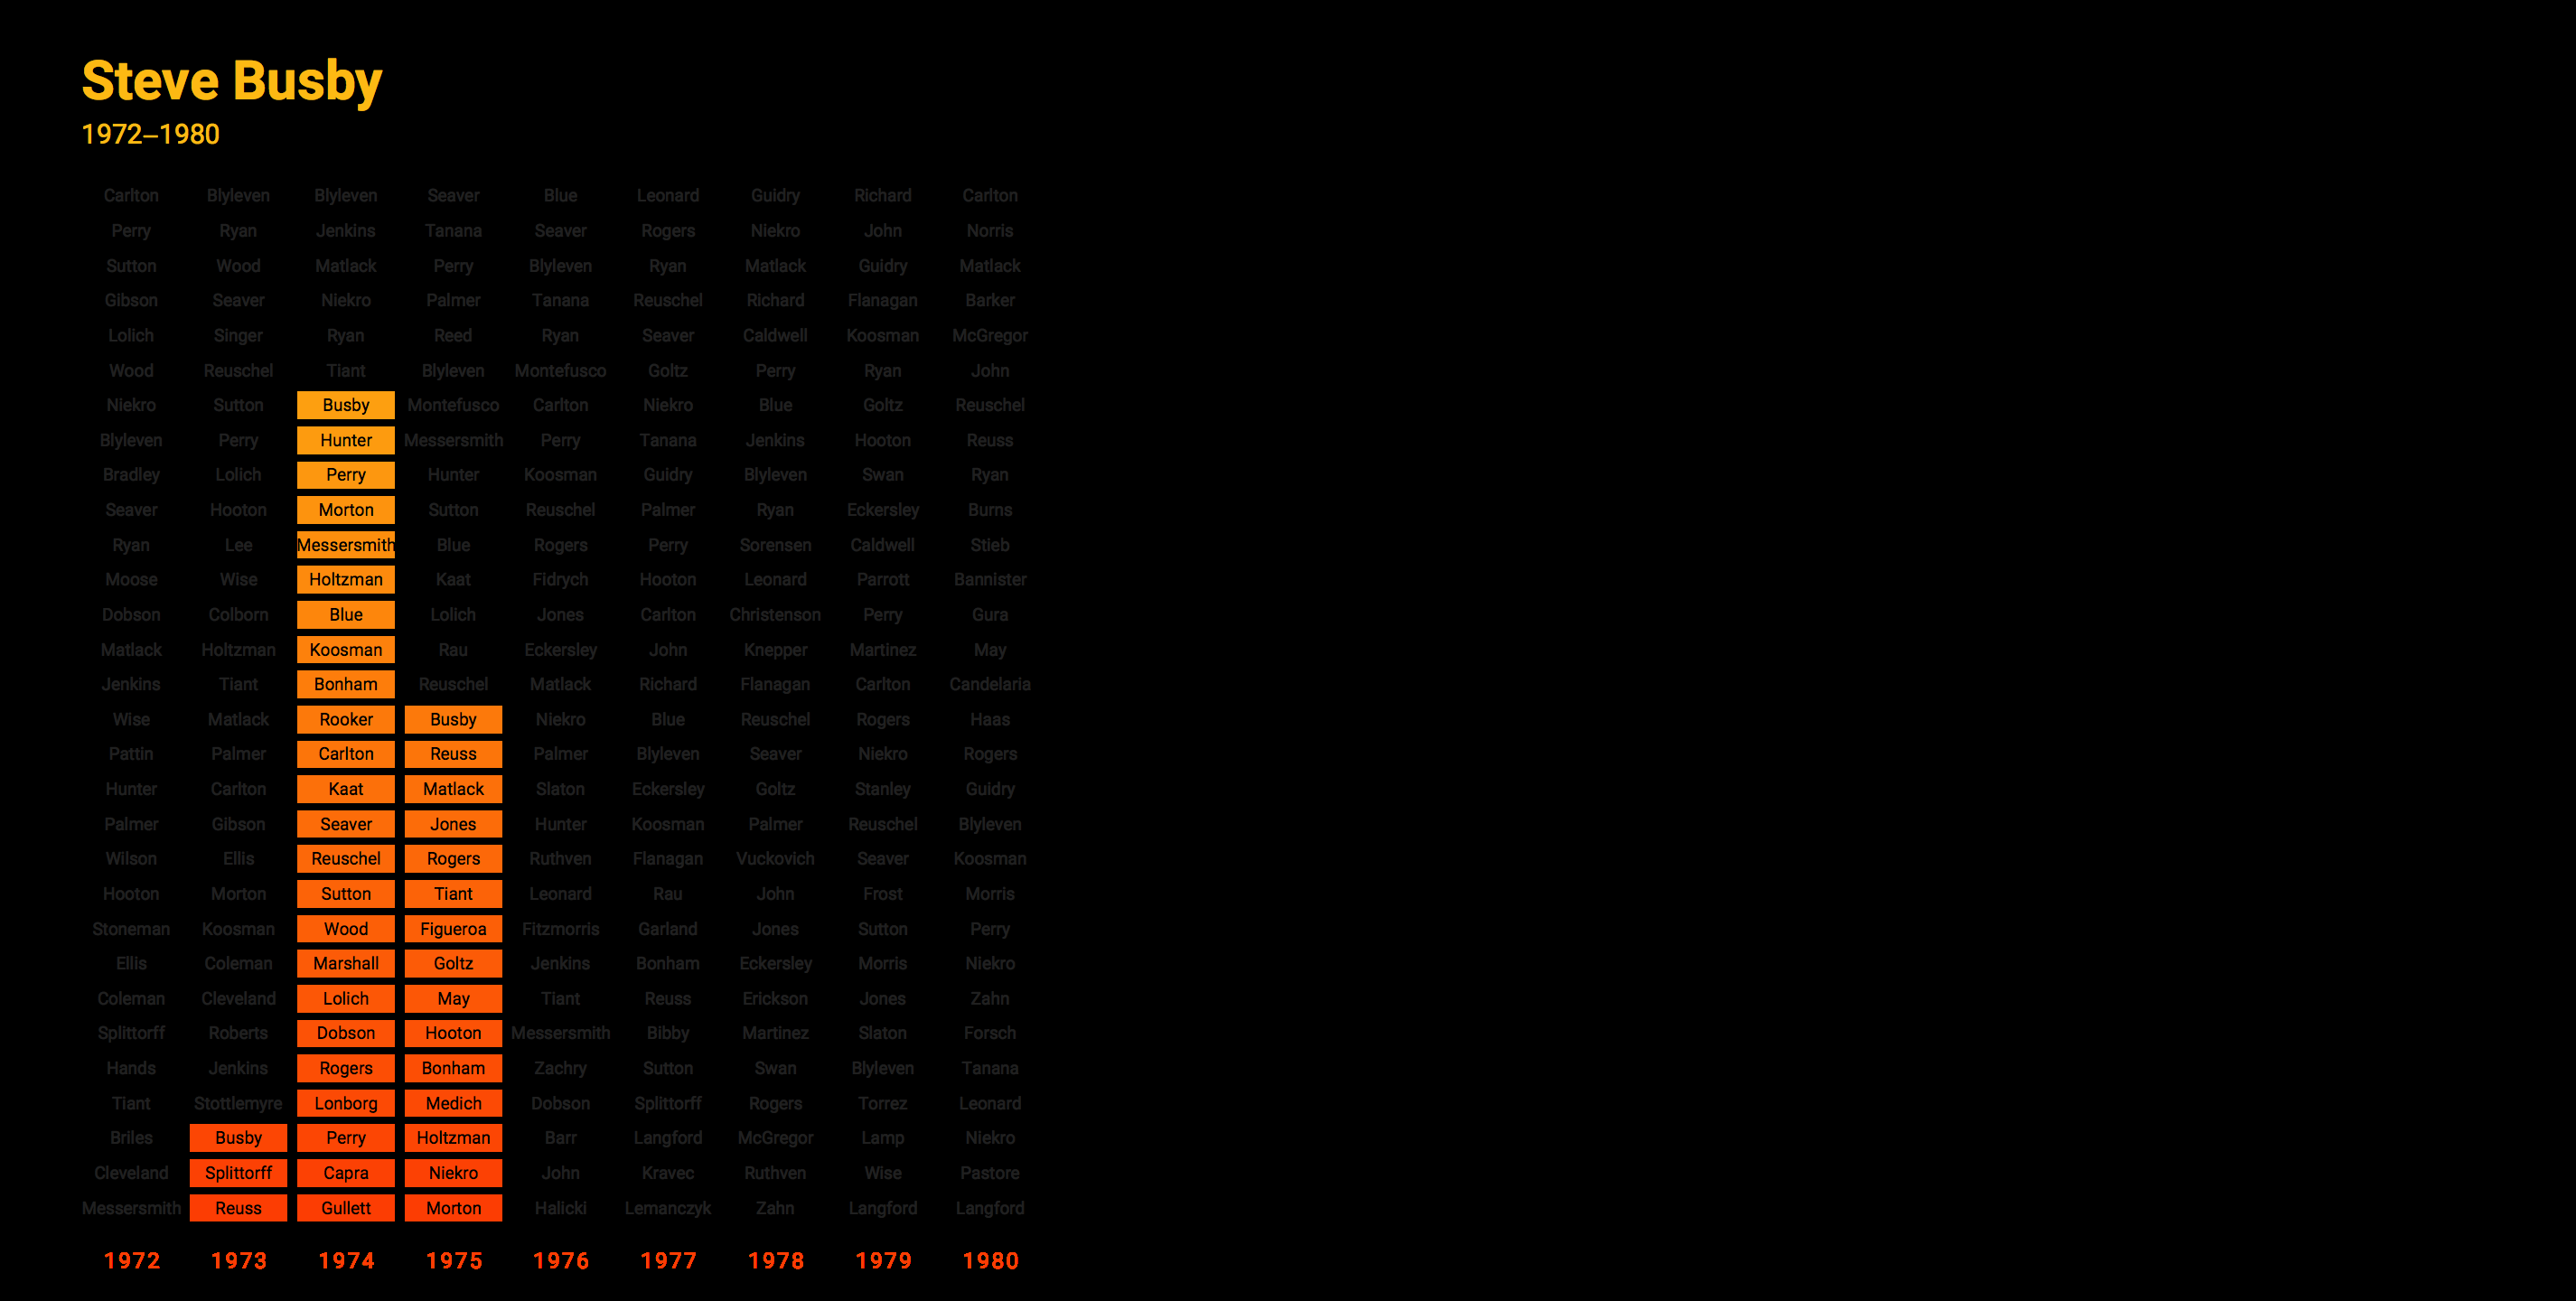 Steve Busby
1972–1980
Carlton Blyleven Blyleven Seaver Blue Leonard Guidry Richard Carlton
Perry Ryan Jenkins Tanana Seaver Rogers Niekro John Norris
Sutton Wood Matlack Perry Blyleven Ryan Matlack Guidry Matlack
Gibson Seaver Niekro Palmer Tanana Reuschel Richard Flanagan Barker
Lolich Singer Ryan Reed Ryan Seaver Caldwell Koosman McGregor
Wood Reuschel Tiant Blyleven Montefusco Goltz Perry Ryan John
Niekro Sutton Busby Montefusco Carlton Niekro Blue Goltz Reuschel
Blyleven Perry Hunter Messersmith Perry Tanana Jenkins Hooton Reuss
Bradley Lolich Perry Hunter Koosman Guidry Blyleven Swan Ryan
Seaver Hooton Morton Sutton Reuschel Palmer Ryan Eckersley Burns
Ryan Lee Messersmith Blue Rogers Perry Sorensen Caldwell Stieb
Moose Wise Holtzman Kaat Fidrych Hooton Leonard Parrott Bannister
Dobson Colborn Blue Lolich Jones Carlton Christenson Perry Gura
Matlack Holtzman Koosman Rau Eckersley John Knepper Martinez May
Jenkins Tiant Bonham Reuschel Matlack Richard Flanagan Carlton Candelaria
Wise Matlack Rooker Busby Niekro Blue Reuschel Rogers Haas
Pattin Palmer Carlton Reuss Palmer Blyleven Seaver Niekro Rogers
Hunter Carlton Kaat Matlack Slaton Eckersley Goltz Stanley Guidry
Palmer Gibson Seaver Jones Hunter Koosman Palmer Reuschel Blyleven
Wilson Ellis Reuschel Rogers Ruthven Flanagan Vuckovich Seaver Koosman
Hooton Morton Sutton Tiant Leonard Rau John Frost Morris
Stoneman Koosman Wood Figueroa Fitzmorris Garland Jones Sutton Perry
Ellis Coleman Marshall Goltz Jenkins Bonham Eckersley Morris Niekro
Coleman Cleveland Lolich May Tiant Reuss Erickson Jones Zahn
Splittorff Roberts Dobson Hooton Messersmith Bibby Martinez Slaton Forsch
Hands Jenkins Rogers Bonham Zachry Sutton Swan Blyleven Tanana
Tiant Stottlemyre Lonborg Medich Dobson Splittorff Rogers Torrez Leonard
Briles Busby Perry Holtzman Barr Langford McGregor Lamp Niekro
Cleveland Splittorff Capra Niekro John Kravec Ruthven Wise Pastore
Messersmith Reuss Gullett Morton Halicki Lemanczyk Zahn Langford Langford
1972 1973 1974 1975 1976 1977 1978 1979 1980